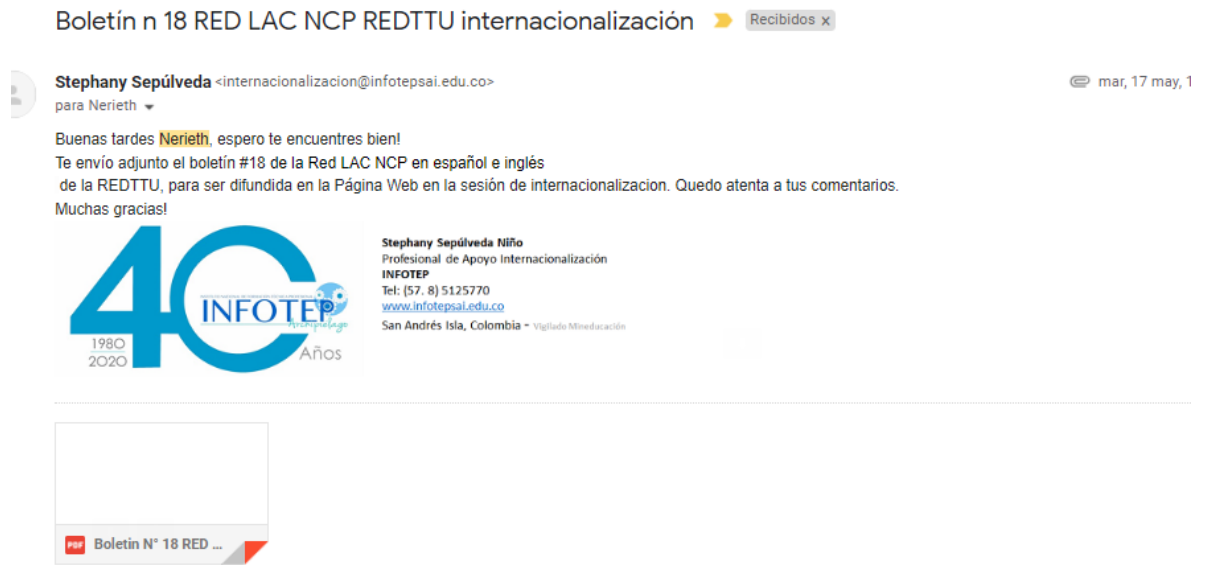 Boletín n 18 RED LAC NCP REDTTU internacionalización Recibidos x
Stephany Sepúlveda <internacionalizacion@infotepsai.edu.co> mar, 17 may, 1
para Nerieth
Buenas tardes Nerieth, espero te encuentres bien!
Te envío adjunto el boletín #18 de la Red LAC NCP en español e inglés
de la REDTTU, para ser difundida en la Página Web en la sesión de internacionalizacion. Quedo atenta a tus comentarios.
Muchas gracias!
40
INFOTEP
Archipielago
1980
2020
Años
Stephany Sepúlveda Niño
Profesional de Apoyo Internacionalización
INFOTEP
Tel: (57. 8) 5125770
www.infotepsai.edu.co
San Andrés Isla, Colombia - Vigilado Mineducación
PDF Boletin N° 18 RED ...